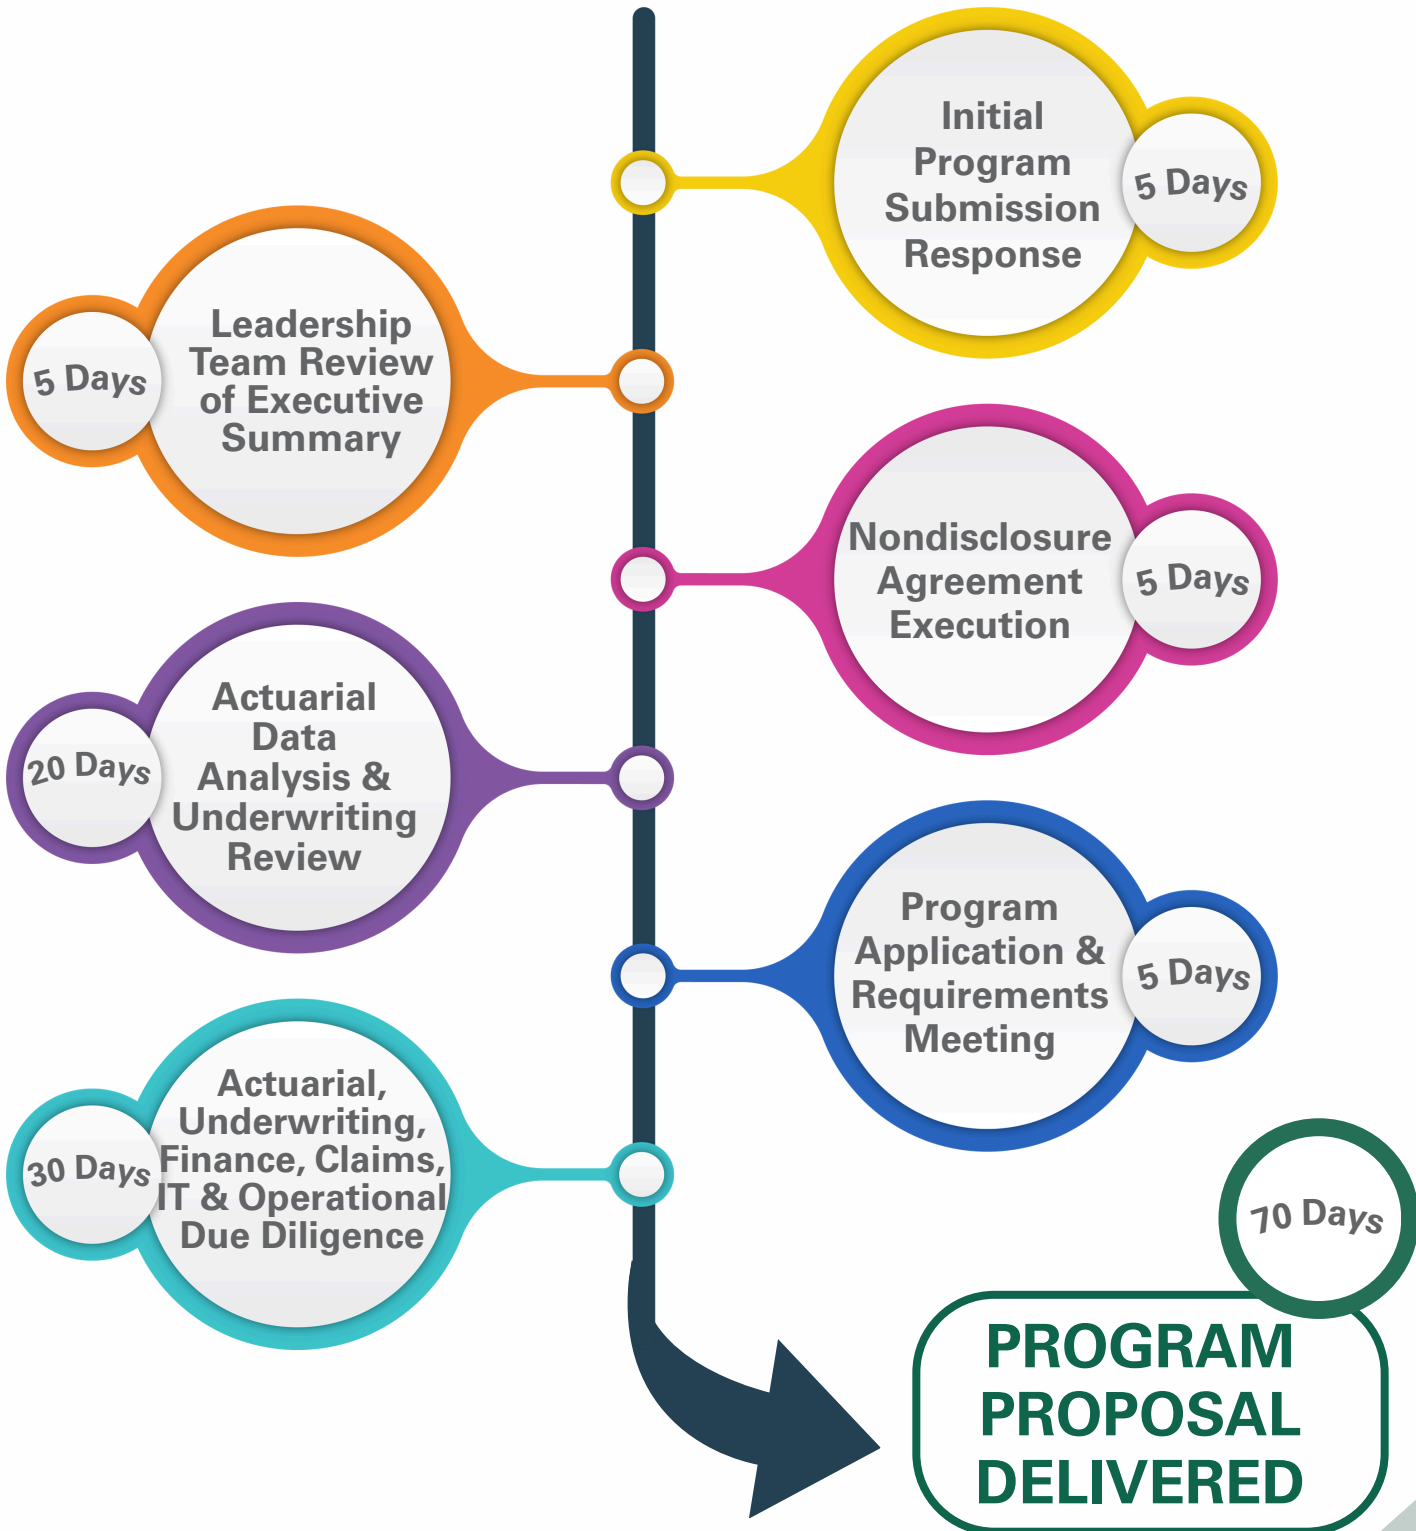 Initial
Program
Submission
Response
5 Days
Leadership
Team Review
of Executive
Summary
5 Days
Nondisclosure
Agreement
Execution
5 Days
Actuarial
Data
Analysis &
Underwriting
Review
20 Days
Program
Application &
Requirements
Meeting
5 Days
Actuarial,
Underwriting,
Finance, Claims,
IT & Operational
Due Diligence
30 Days
70 Days
PROGRAM
PROPOSAL
DELIVERED